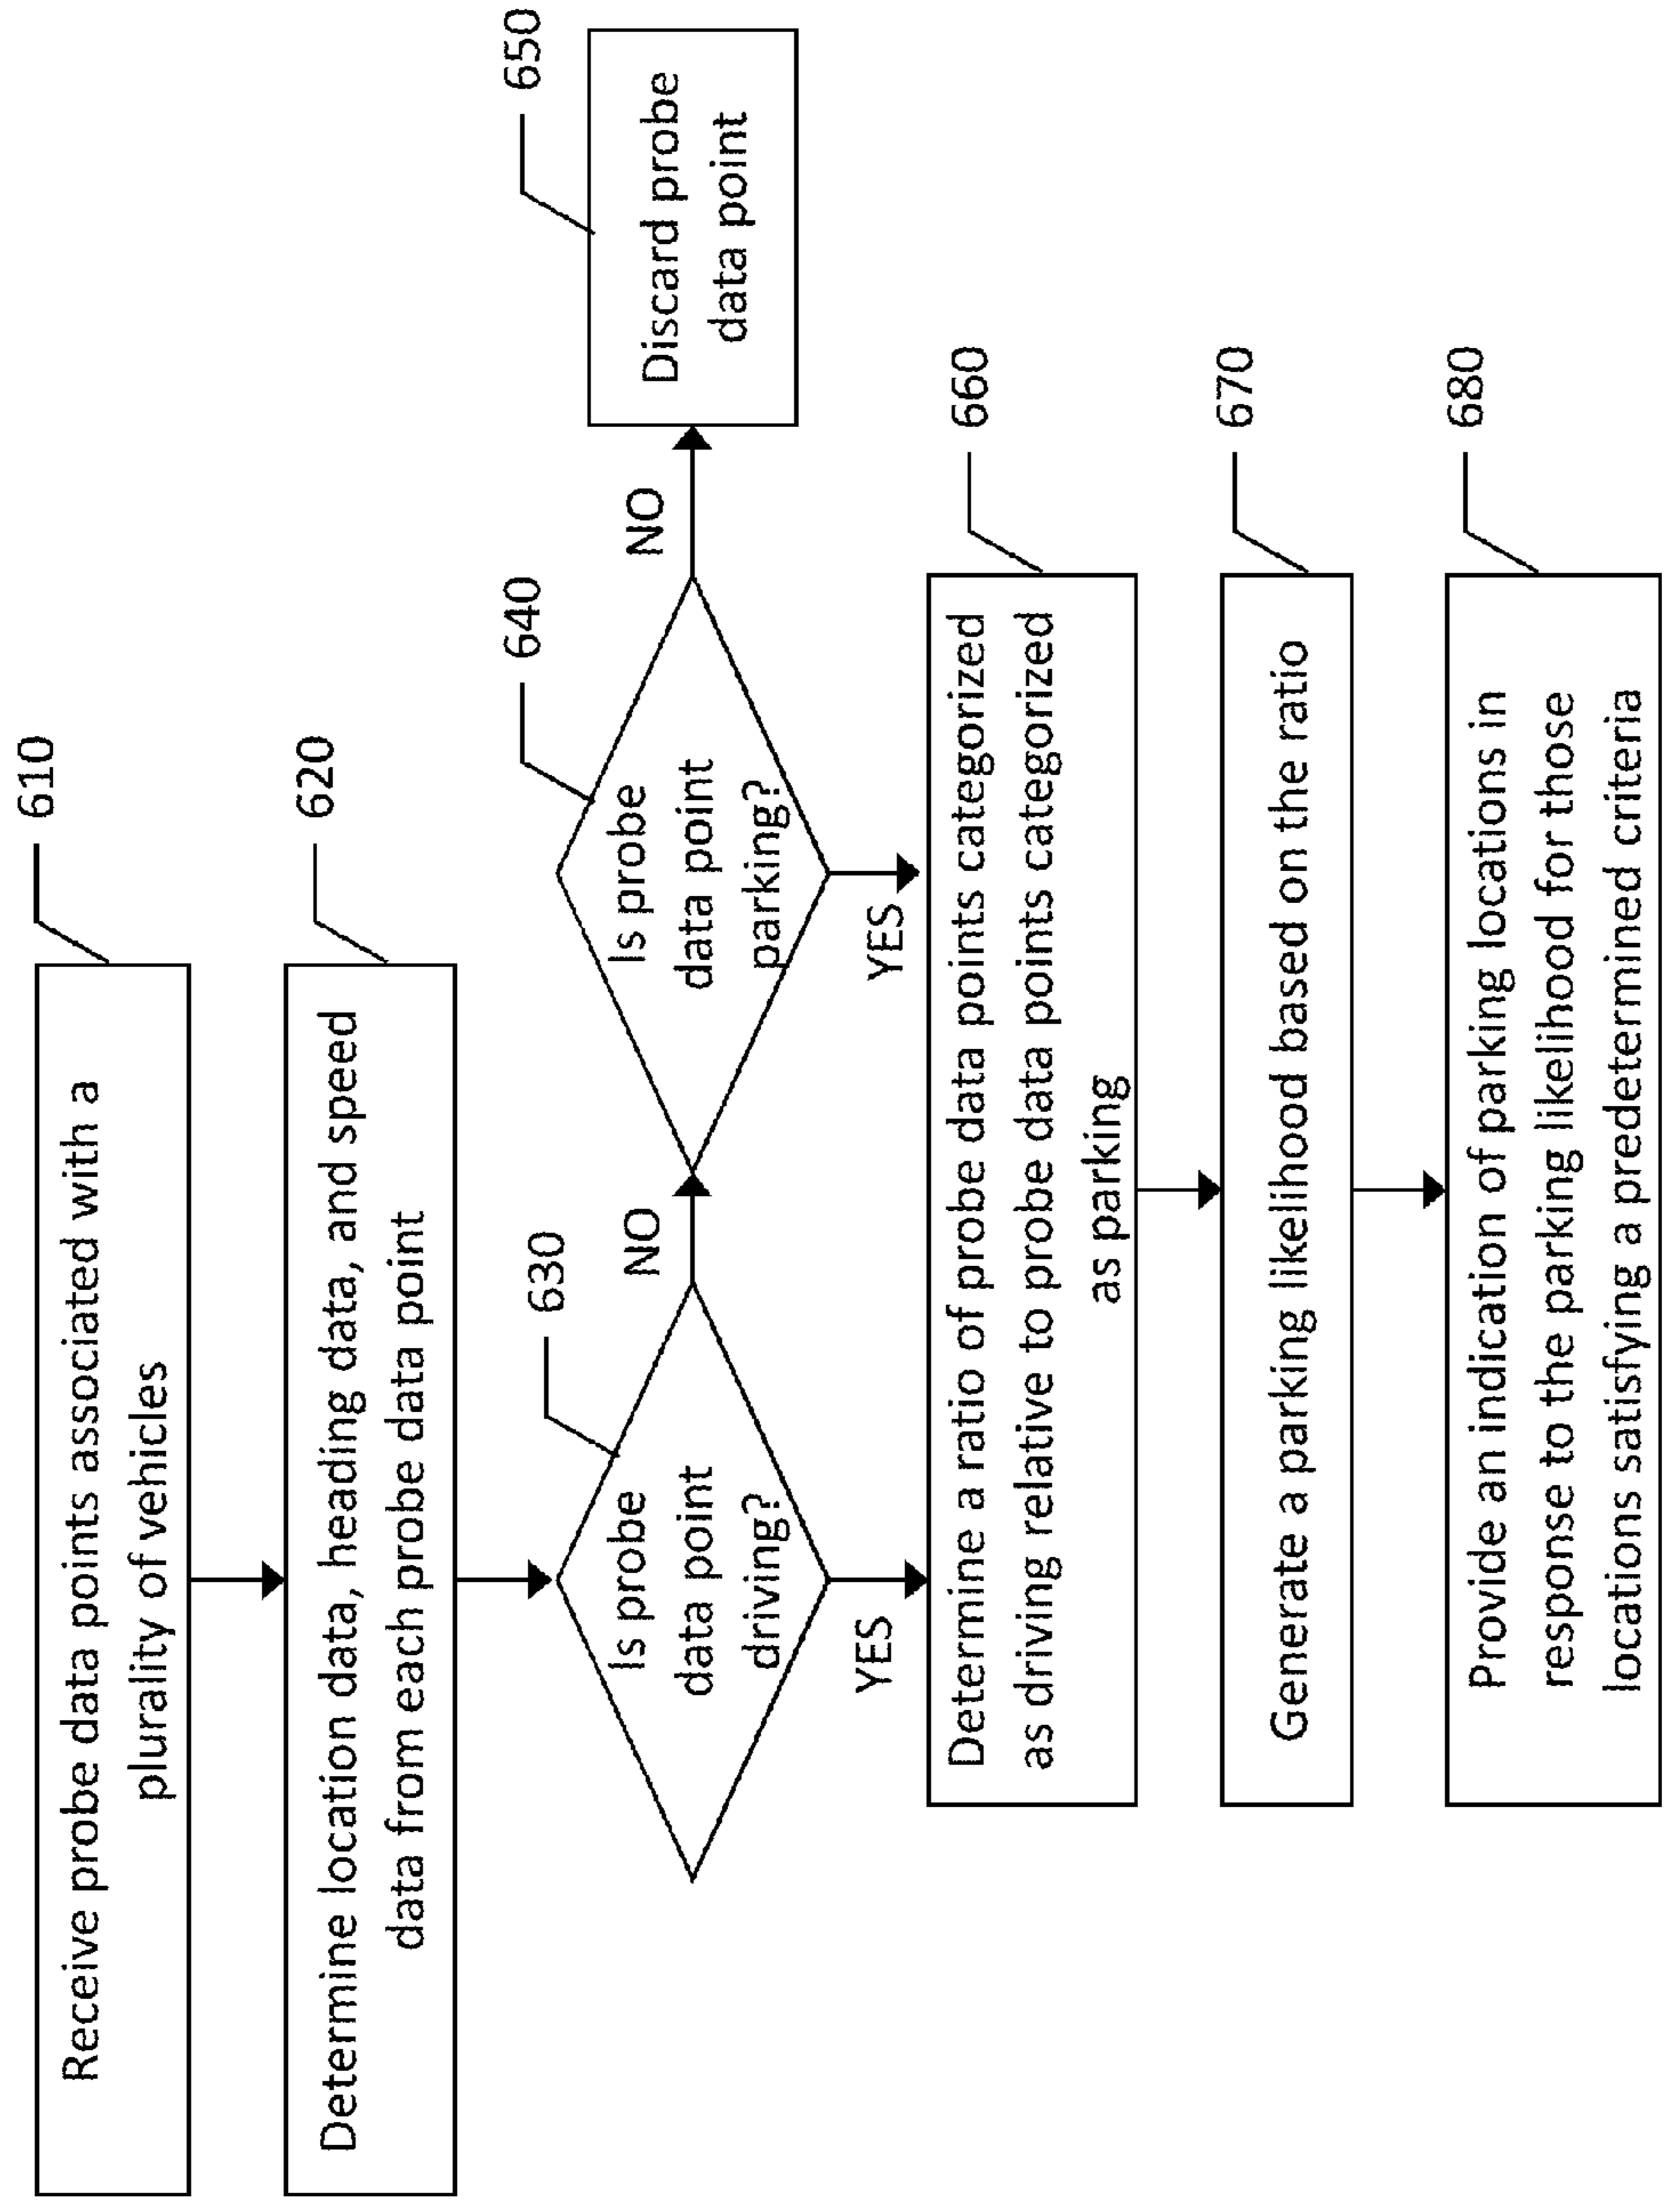 610
Receive probe data points associated with a
plurality of vehicles
620
Determine location data, heading data, and speed
data from each probe data point
630
Is probe
data point
driving?
NO
YES
640
Is probe
data point
parking?
NO
YES
650
Discard probe
data point
660
Determine a ratio of probe data points categorized
as driving relative to probe data points categorized
as parking
670
Generate a parking likelihood based on the ratio
680
Provide an indication of parking locations in
response to the parking likelihood for those
locations satisfying a predetermined criteria